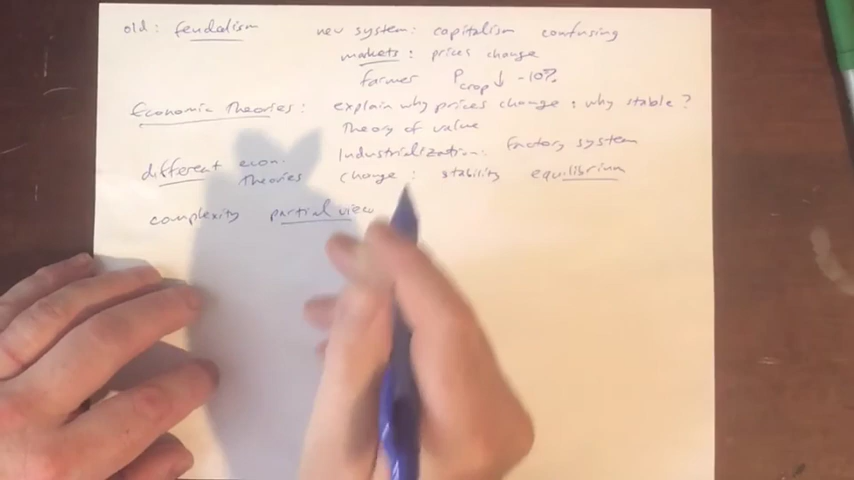 old: feudalism new system: capitalism confusing
markets: prices change
farmer Pcrop↓ -10%
Economic Theories: explain why prices change: why stable?
Theory of value
Industrialization: factory system
different econ. theories change: stability equilibrium
complexity partial view